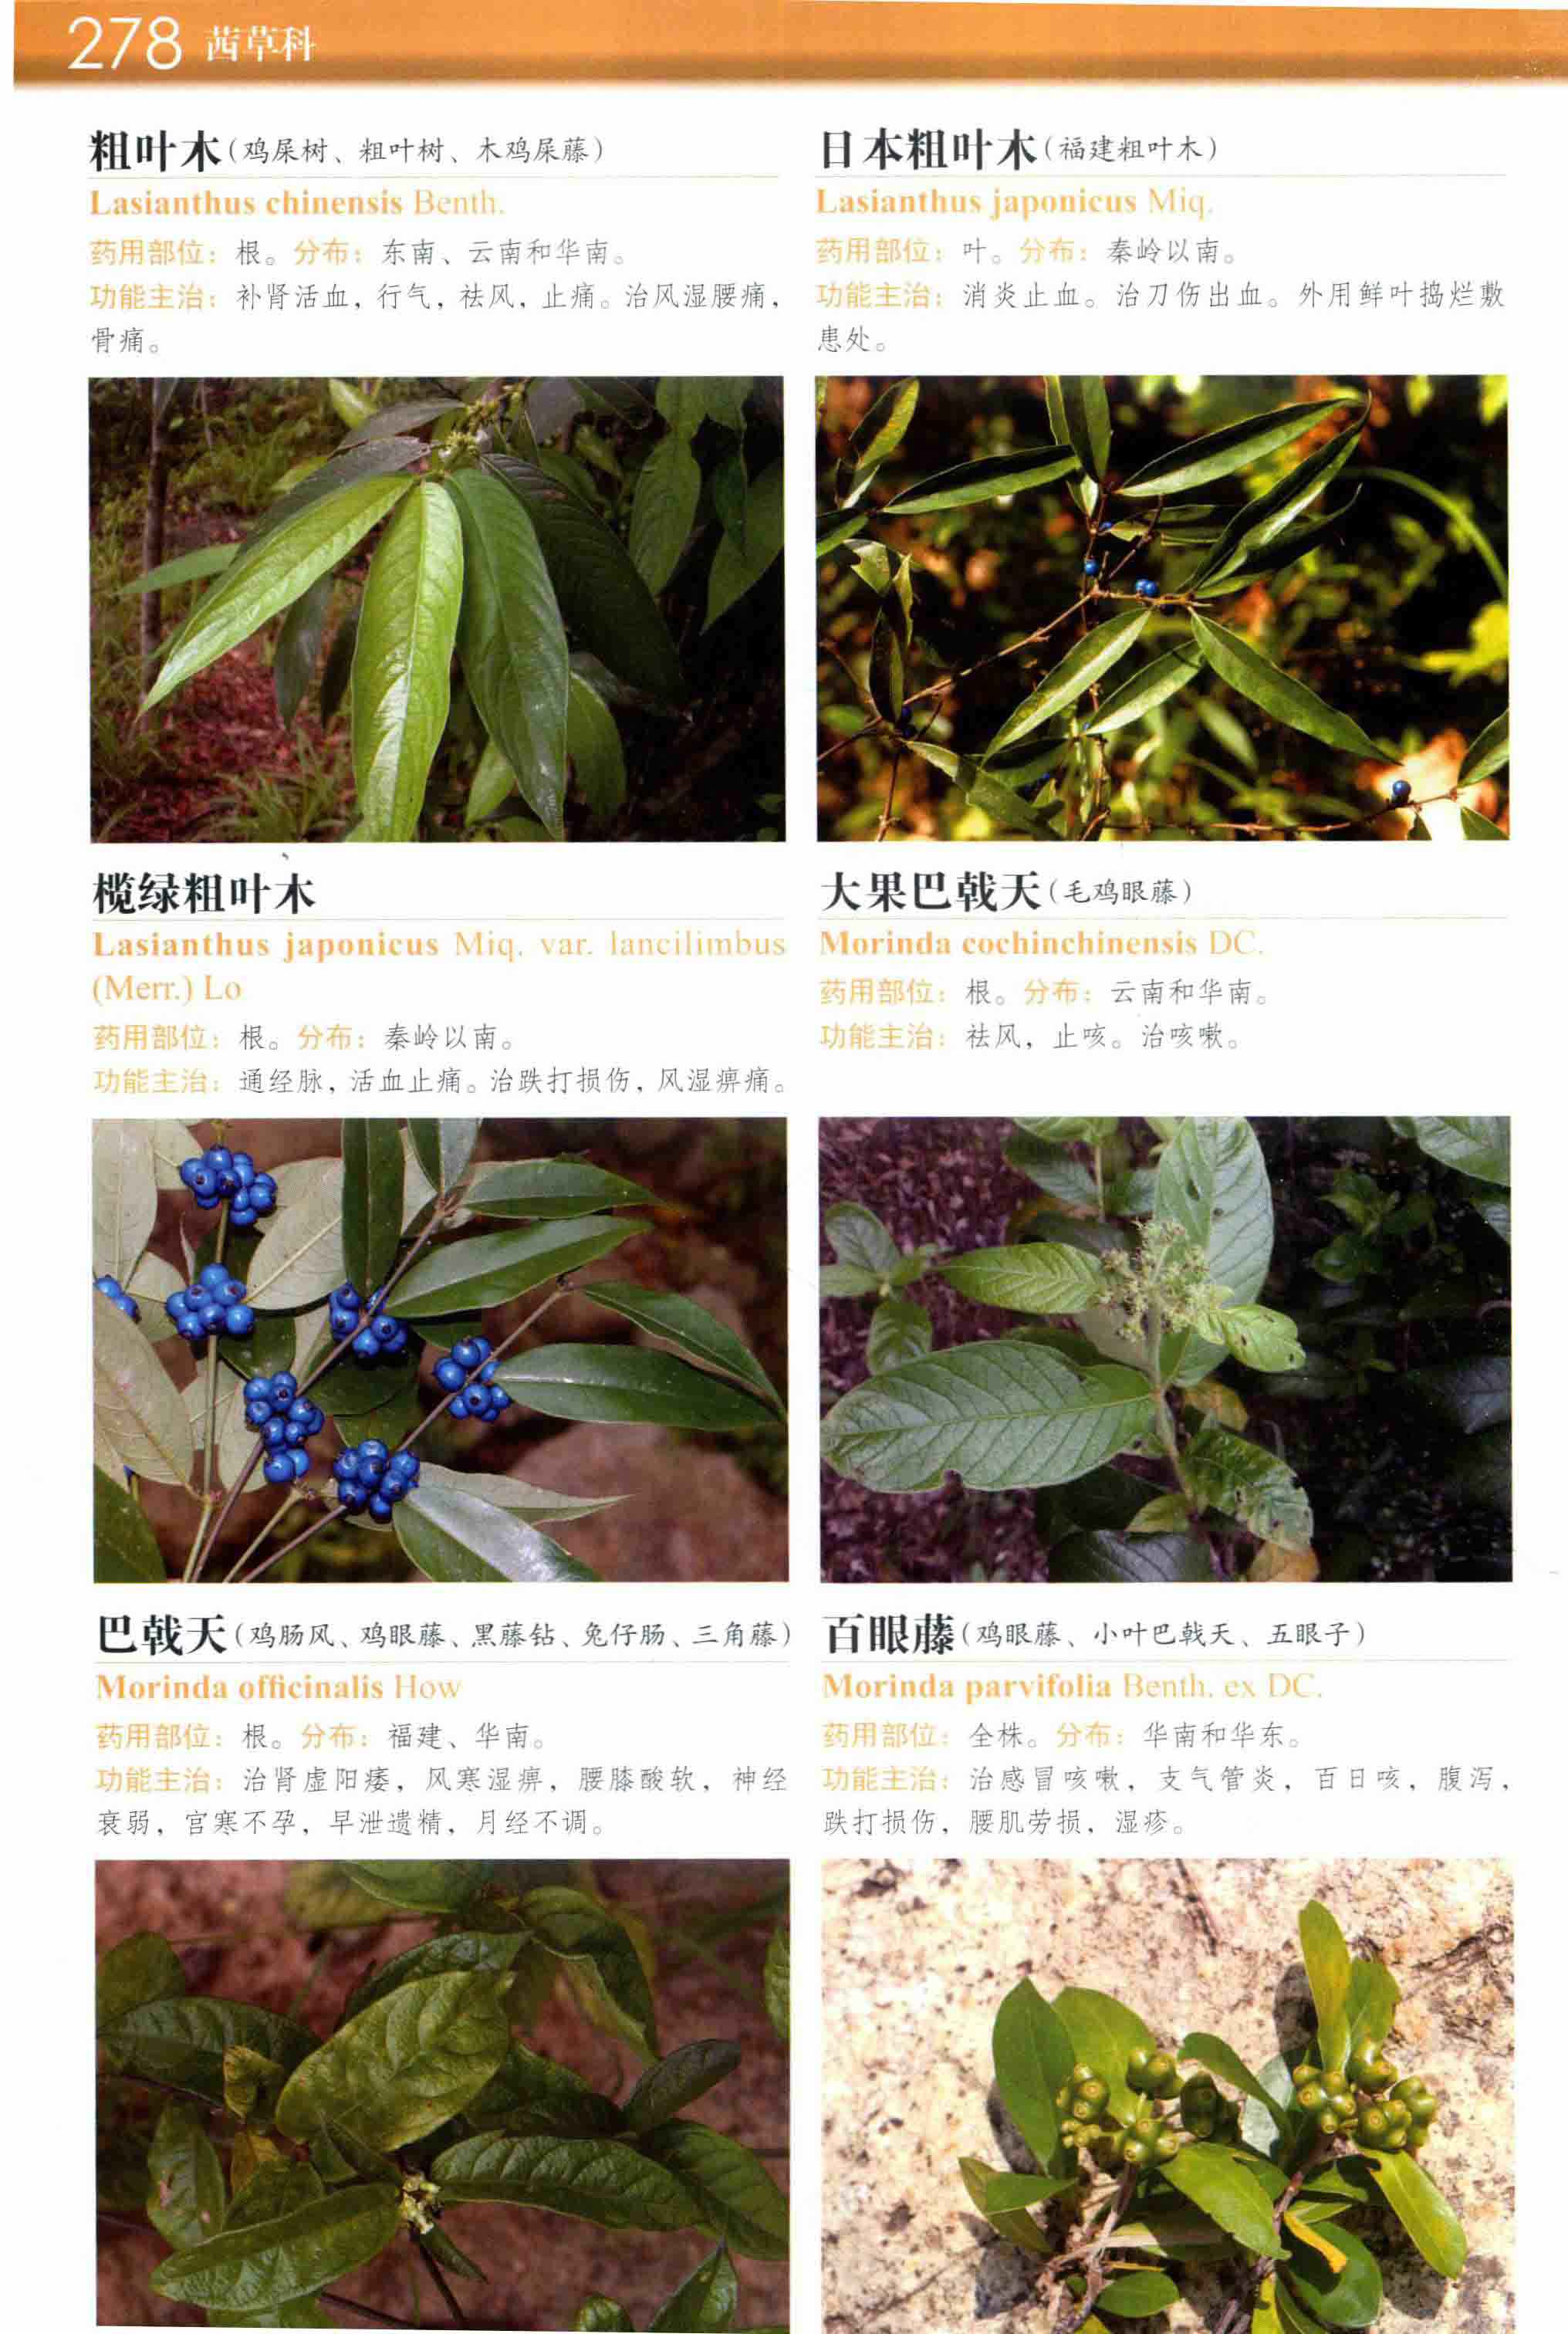 278 茜草科
粗叶木(鸡屎树、粗叶树、木鸡屎藤)
Lasianthus chinensis Benth.
药用部位：根。分布：东南、云南和华南。
功能主治：补肾活血，行气，祛风，止痛。治风湿腰痛，
骨痛。
日本粗叶木(福建粗叶木)
Lasianthus japonicus Miq.
药用部位：叶。分布：秦岭以南。
功能主治：消炎止血。治刀伤出血。外用鲜叶捣烂敷
患处。
榄绿粗叶木
Lasianthus japonicus Miq. var. lancilimbus
(Merr.) Lo
药用部位：根。分布：秦岭以南。
功能主治：通经脉，活血止痛。治跌打损伤，风湿痹痛。
大果巴戟天(毛鸡眼藤)
Morinda cochinchinensis DC.
药用部位：根。分布：云南和华南。
功能主治：祛风，止咳。治咳嗽。
巴戟天(鸡肠风、鸡眼藤、黑藤钻、兔仔肠、三角藤)
Morinda officinalis How
药用部位：根。分布：福建、华南。
功能主治：治肾虚阳痿，风寒湿痹，腰膝酸软，神经
衰弱，宫寒不孕，早泄遗精，月经不调。
百眼藤(鸡眼藤、小叶巴戟天、五眼子)
Morinda parvifolia Benth. ex DC.
药用部位：全株。分布：华南和华东。
功能主治：治感冒咳嗽，支气管炎，百日咳，腹泻，
跌打损伤，腰肌劳损，湿疹。